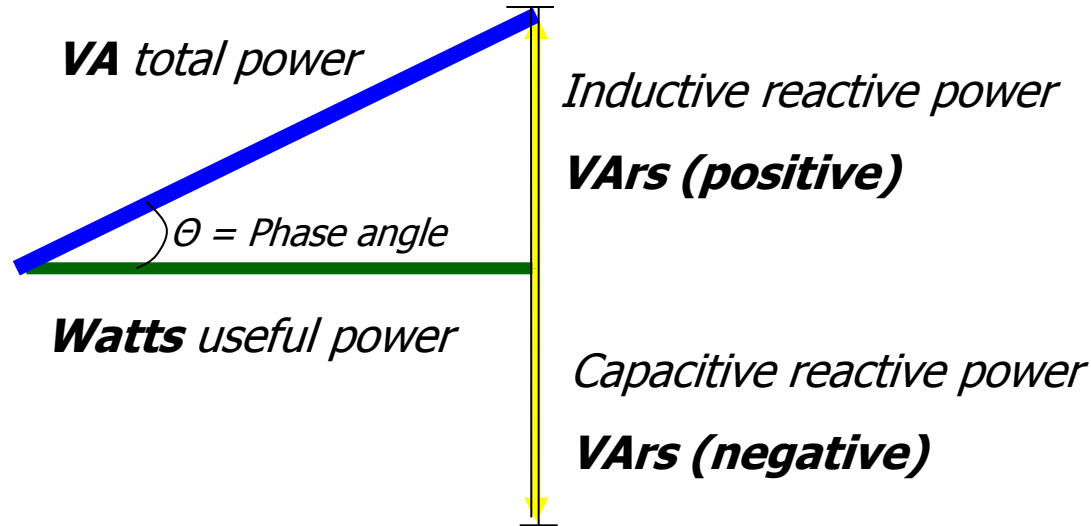 VA total power
Inductive reactive power
VArs (positive)
Θ = Phase angle
Watts useful power
Capacitive reactive power
VArs (negative)